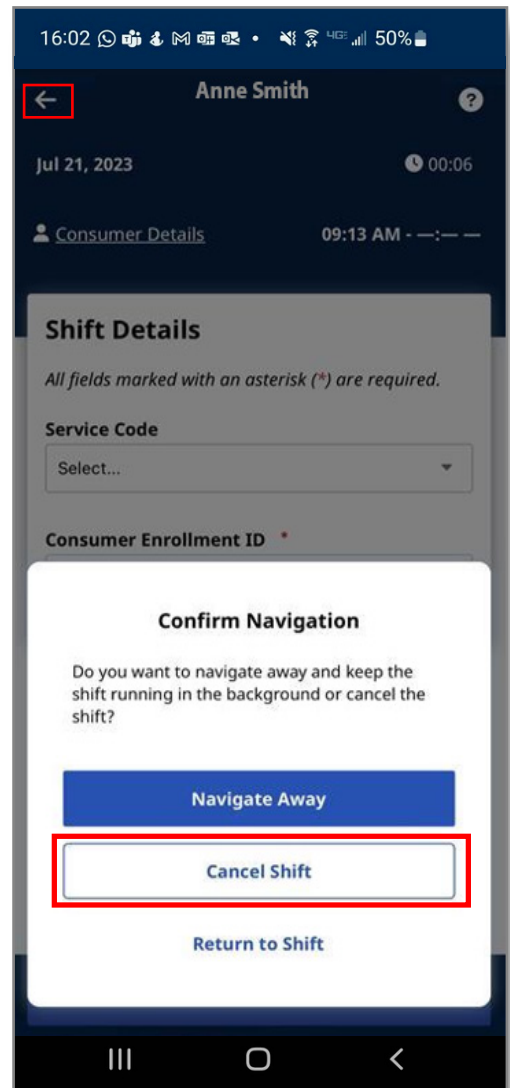 16:02 4GE 50%
Anne Smith
Jul 21, 2023 00:06
Consumer Details 09:13 AM - —:— —
Shift Details
All fields marked with an asterisk (*) are required.
Service Code
Select...
Consumer Enrollment ID *
Confirm Navigation
Do you want to navigate away and keep the
shift running in the background or cancel the
shift?
Navigate Away
Cancel Shift
Return to Shift